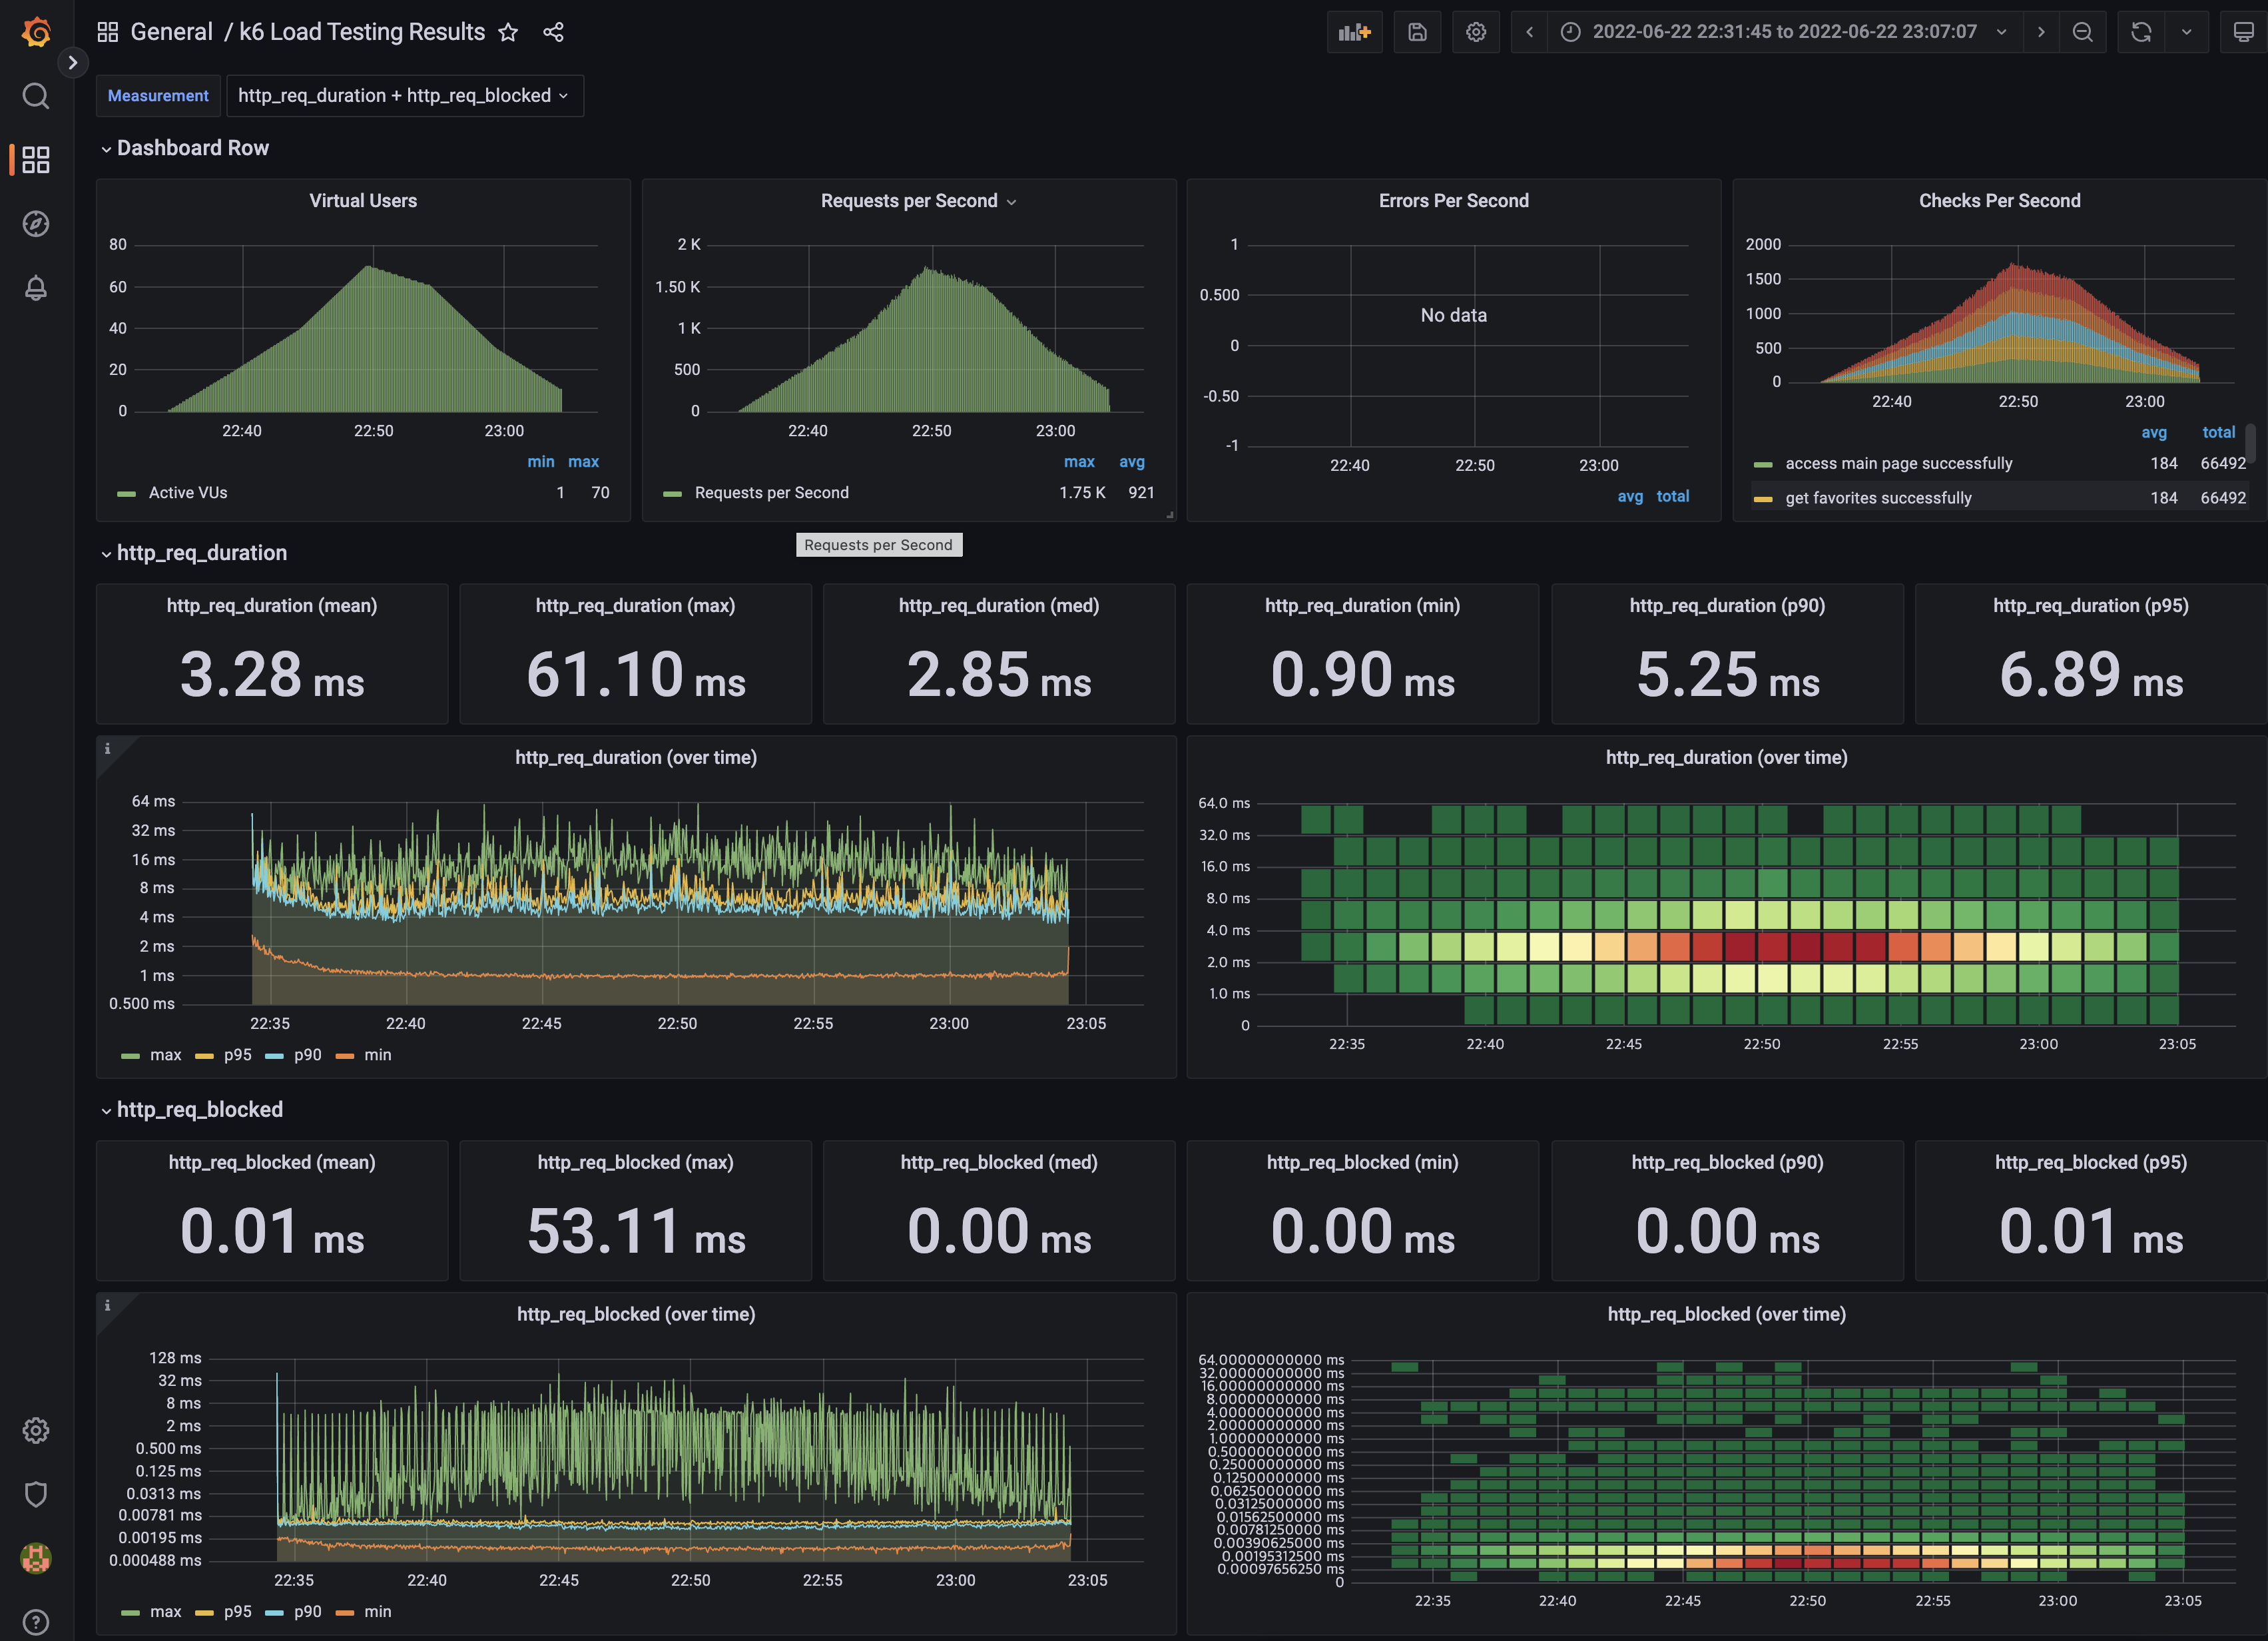 General / k6 Load Testing Results
2022-06-22 22:31:45 to 2022-06-22 23:07:07
Measurement
http_req_duration + http_req_blocked
Dashboard Row
Virtual Users
80
60
40
20
0
22:40 22:50 23:00
min max
Active VUs 1 70
Requests per Second
2 K
1.50 K
1 K
500
0
22:40 22:50 23:00
max avg
Requests per Second 1.75 K 921
Errors Per Second
1
0.500
0
-0.50
-1
No data
22:40 22:50 23:00
avg total
Checks Per Second
2000
1500
1000
500
0
22:40 22:50 23:00
avg total
access main page successfully 184 66492
get favorites successfully 184 66492
Requests per Second
http_req_duration
http_req_duration (mean)
3.28 ms
http_req_duration (max)
61.10 ms
http_req_duration (med)
2.85 ms
http_req_duration (min)
0.90 ms
http_req_duration (p90)
5.25 ms
http_req_duration (p95)
6.89 ms
i
http_req_duration (over time)
64 ms
32 ms
16 ms
8 ms
4 ms
2 ms
1 ms
0.500 ms
22:35 22:40 22:45 22:50 22:55 23:00 23:05
max p95 p90 min
http_req_duration (over time)
64.0 ms
32.0 ms
16.0 ms
8.0 ms
4.0 ms
2.0 ms
1.0 ms
0
22:35 22:40 22:45 22:50 22:55 23:00 23:05
http_req_blocked
http_req_blocked (mean)
0.01 ms
http_req_blocked (max)
53.11 ms
http_req_blocked (med)
0.00 ms
http_req_blocked (min)
0.00 ms
http_req_blocked (p90)
0.00 ms
http_req_blocked (p95)
0.01 ms
i
http_req_blocked (over time)
128 ms
32 ms
8 ms
2 ms
0.500 ms
0.125 ms
0.0313 ms
0.00781 ms
0.00195 ms
0.000488 ms
22:35 22:40 22:45 22:50 22:55 23:00 23:05
max p95 p90 min
http_req_blocked (over time)
64.00000000000 ms
32.00000000000 ms
16.00000000000 ms
8.00000000000 ms
4.00000000000 ms
2.00000000000 ms
1.00000000000 ms
0.50000000000 ms
0.25000000000 ms
0.12500000000 ms
0.06250000000 ms
0.03125000000 ms
0.01562500000 ms
0.00781250000 ms
0.00390625000 ms
0.00195312500 ms
0.00097656250 ms
0
22:35 22:40 22:45 22:50 22:55 23:00 23:05